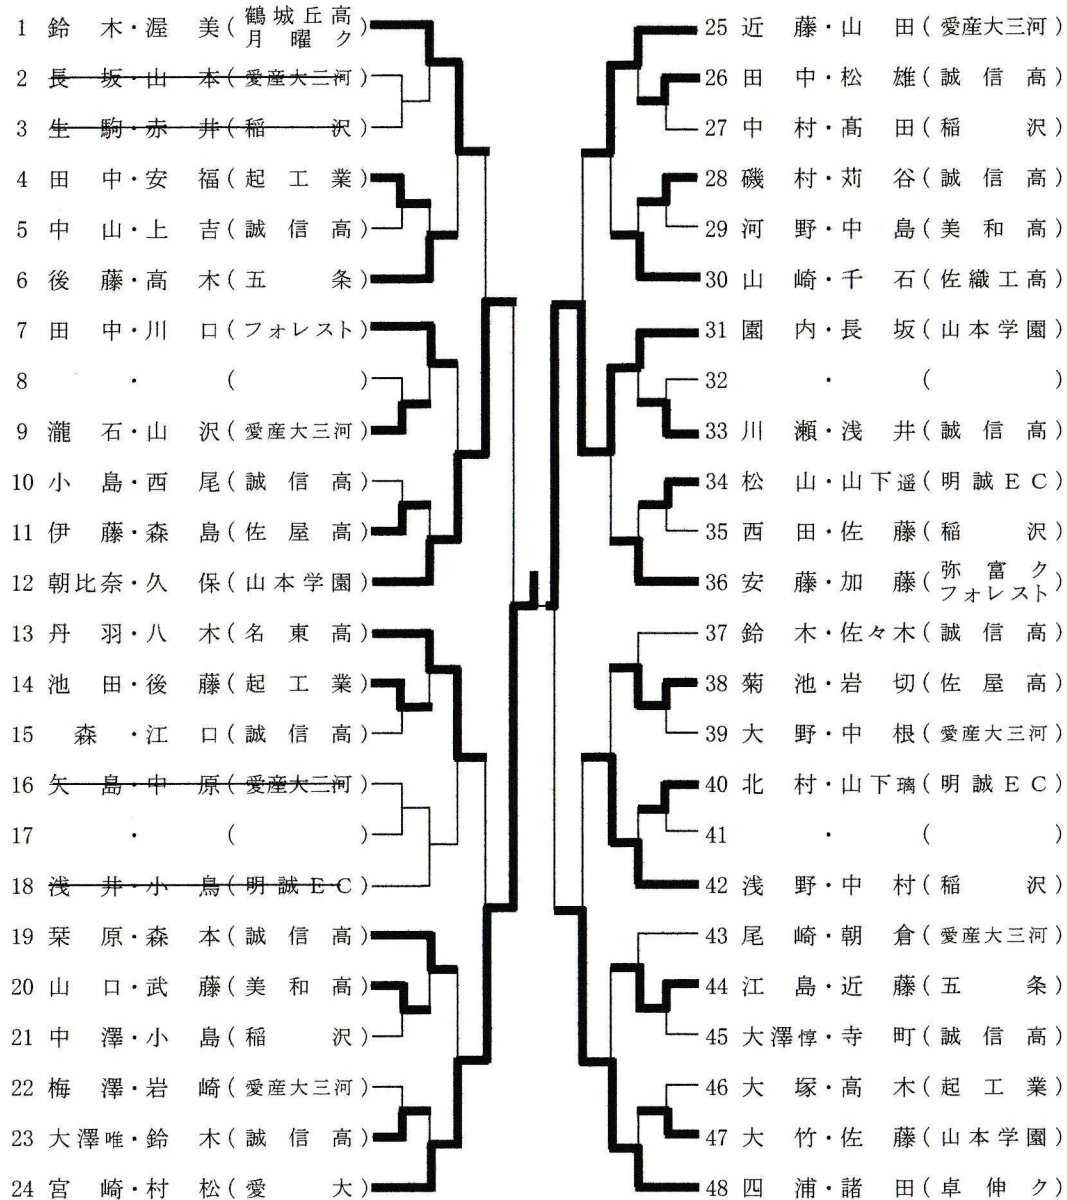 1 鈴木・渥美(鶴城丘高 月曜ク)
2 長坂・山本(愛産大三河)
3 生駒・赤井(稲沢)
4 田中・安福(起工業)
5 中山・上吉(誠信高)
6 後藤・高木(五条)
7 田中・川口(フォレスト)
8 ・( )
9 瀧石・山沢(愛産大三河)
10 小島・西尾(誠信高)
11 伊藤・森島(佐屋高)
12 朝比奈・久保(山本学園)
13 丹羽・八木(名東高)
14 池田・後藤(起工業)
15 森・江口(誠信高)
16 矢島・中原(愛産大三河)
17 ・( )
18 浅井・小鳥(明誠EC)
19 栞原・森本(誠信高)
20 山口・武藤(美和高)
21 中澤・小島(稲沢)
22 梅澤・岩崎(愛産大三河)
23 大澤唯・鈴木(誠信高)
24 宮崎・村松(愛大)
25 近藤・山田(愛産大三河)
26 田中・松雄(誠信高)
27 中村・髙田(稲沢)
28 磯村・苅谷(誠信高)
29 河野・中島(美和高)
30 山崎・千石(佐織工高)
31 園内・長坂(山本学園)
32 ・( )
33 川瀬・浅井(誠信高)
34 松山・山下遥(明誠EC)
35 西田・佐藤(稲沢)
36 安藤・加藤(弥富ク フォレスト)
37 鈴木・佐々木(誠信高)
38 菊池・岩切(佐屋高)
39 大野・中根(愛産大三河)
40 北村・山下璃(明誠EC)
41 ・( )
42 浅野・中村(稲沢)
43 尾崎・朝倉(愛産大三河)
44 江島・近藤(五条)
45 大澤惇・寺町(誠信高)
46 大塚・高木(起工業)
47 大竹・佐藤(山本学園)
48 四浦・諸田(卓伸ク)